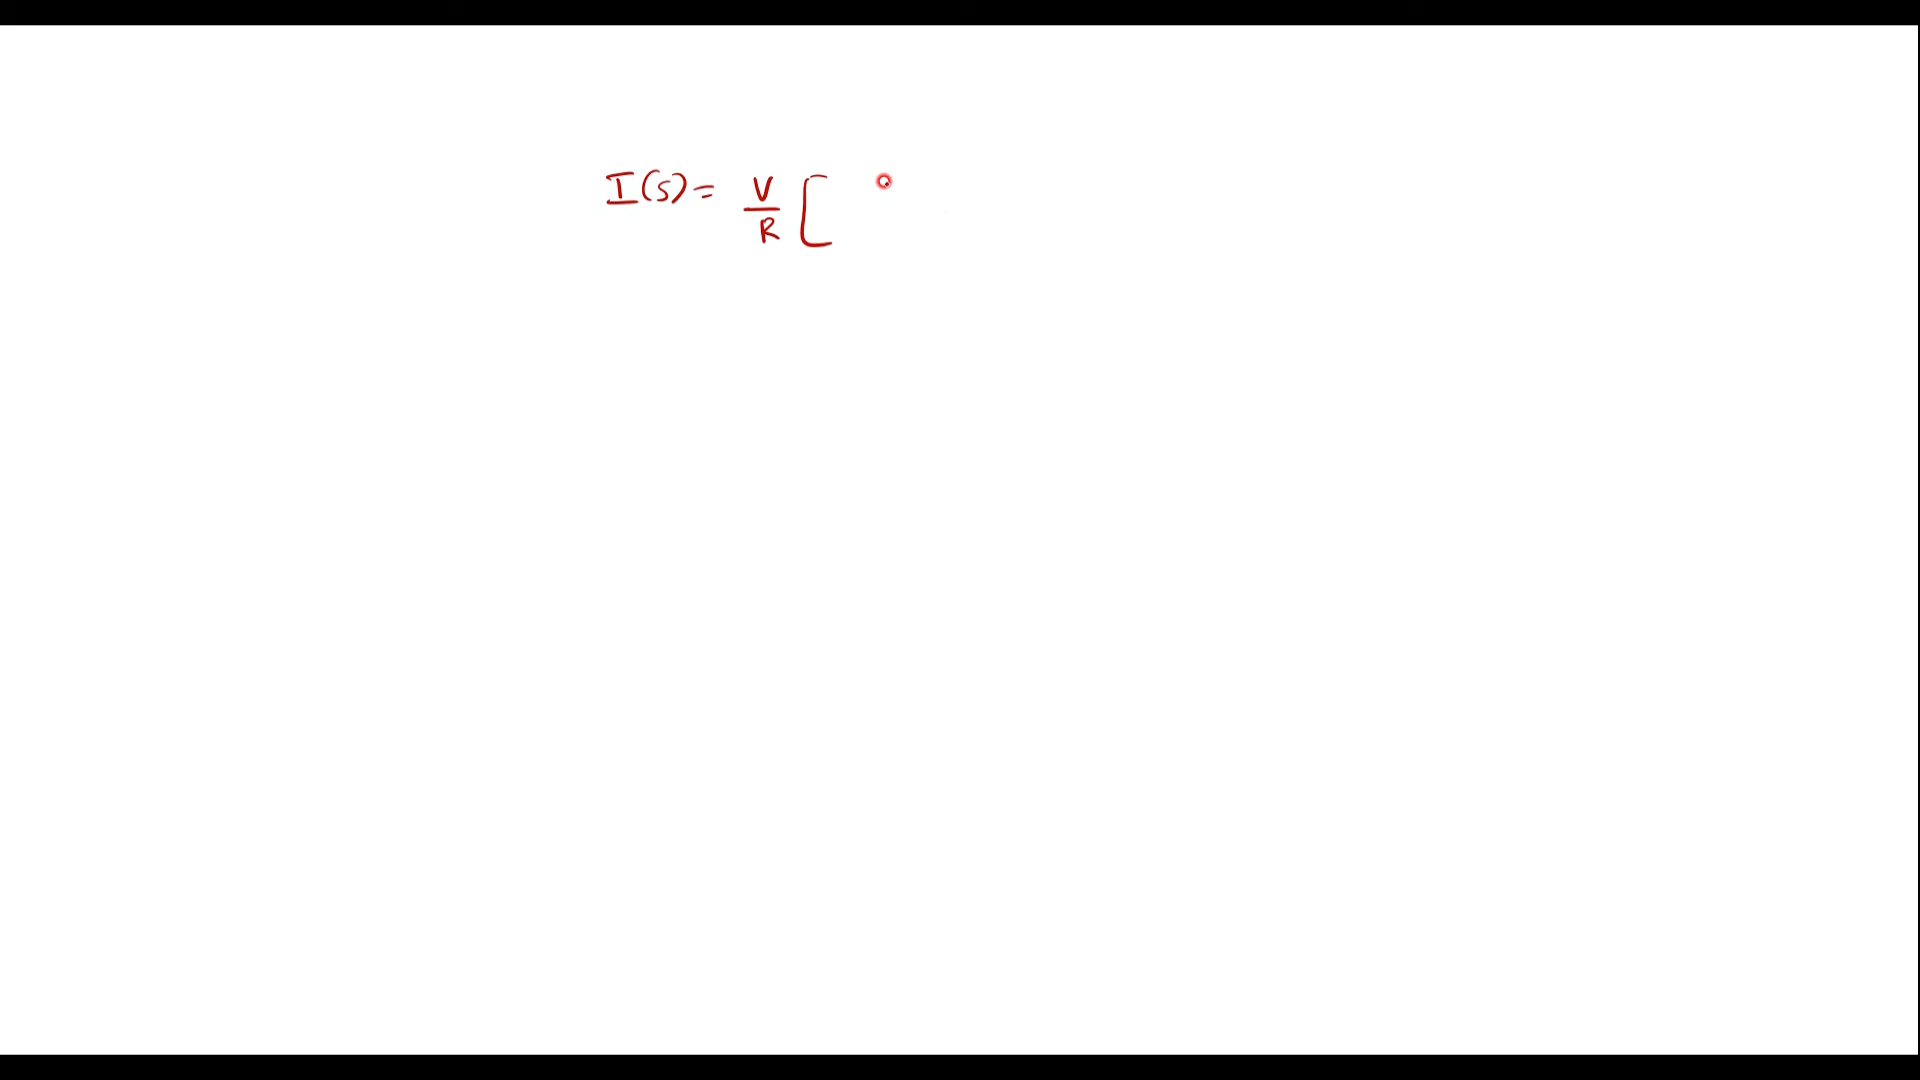 I(s) = V/R [